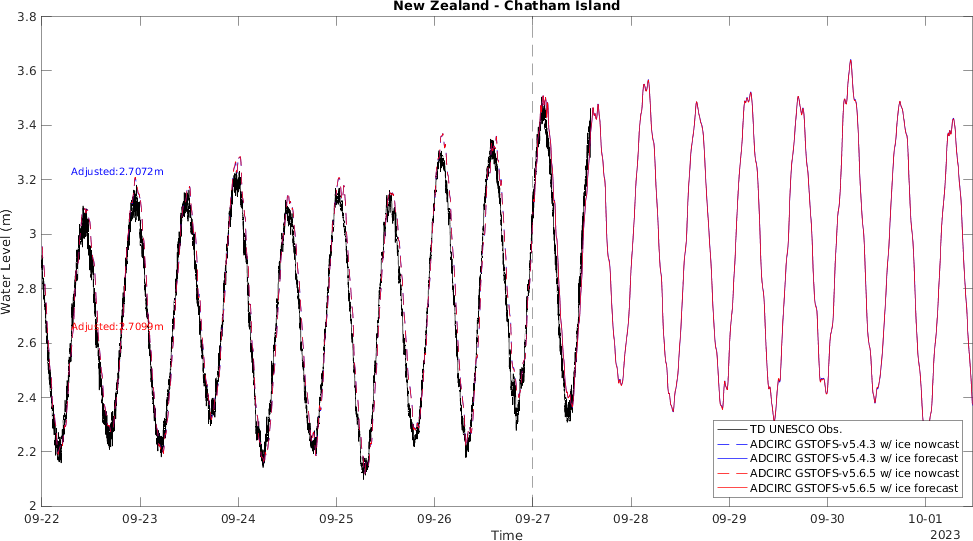 New Zealand - Chatham Island
3.8
3.6
3.4
3.2
3
2.8
2.6
2.4
2.2
2
Water Level (m)
Adjusted:2.7072m
Adjusted:2.7099m
TD UNESCO Obs.
ADCIRC GSTOFS-v5.4.3 w/ ice nowcast
ADCIRC GSTOFS-v5.4.3 w/ ice forecast
ADCIRC GSTOFS-v5.6.5 w/ ice nowcast
ADCIRC GSTOFS-v5.6.5 w/ ice forecast
09-22 09-23 09-24 09-25 09-26 09-27 09-28 09-29 09-30 10-01
Time
2023